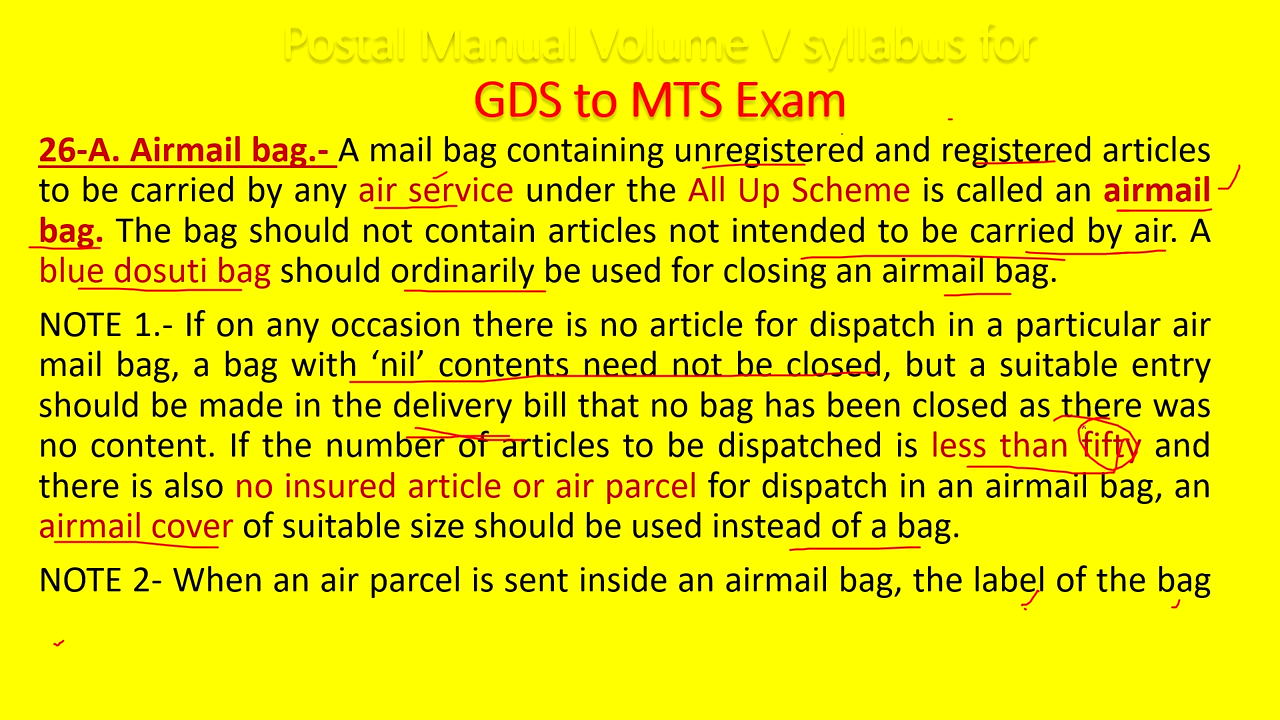 Postal Manual Volume V syllabus for
GDS to MTS Exam
26-A. Airmail bag.- A mail bag containing unregistered and registered articles
to be carried by any air service under the All Up Scheme is called an airmail
bag. The bag should not contain articles not intended to be carried by air. A
blue dosuti bag should ordinarily be used for closing an airmail bag.
NOTE 1.- If on any occasion there is no article for dispatch in a particular air
mail bag, a bag with ‘nil’ contents need not be closed, but a suitable entry
should be made in the delivery bill that no bag has been closed as there was
no content. If the number of articles to be dispatched is less than fifty and
there is also no insured article or air parcel for dispatch in an airmail bag, an
airmail cover of suitable size should be used instead of a bag.
NOTE 2- When an air parcel is sent inside an airmail bag, the label of the bag